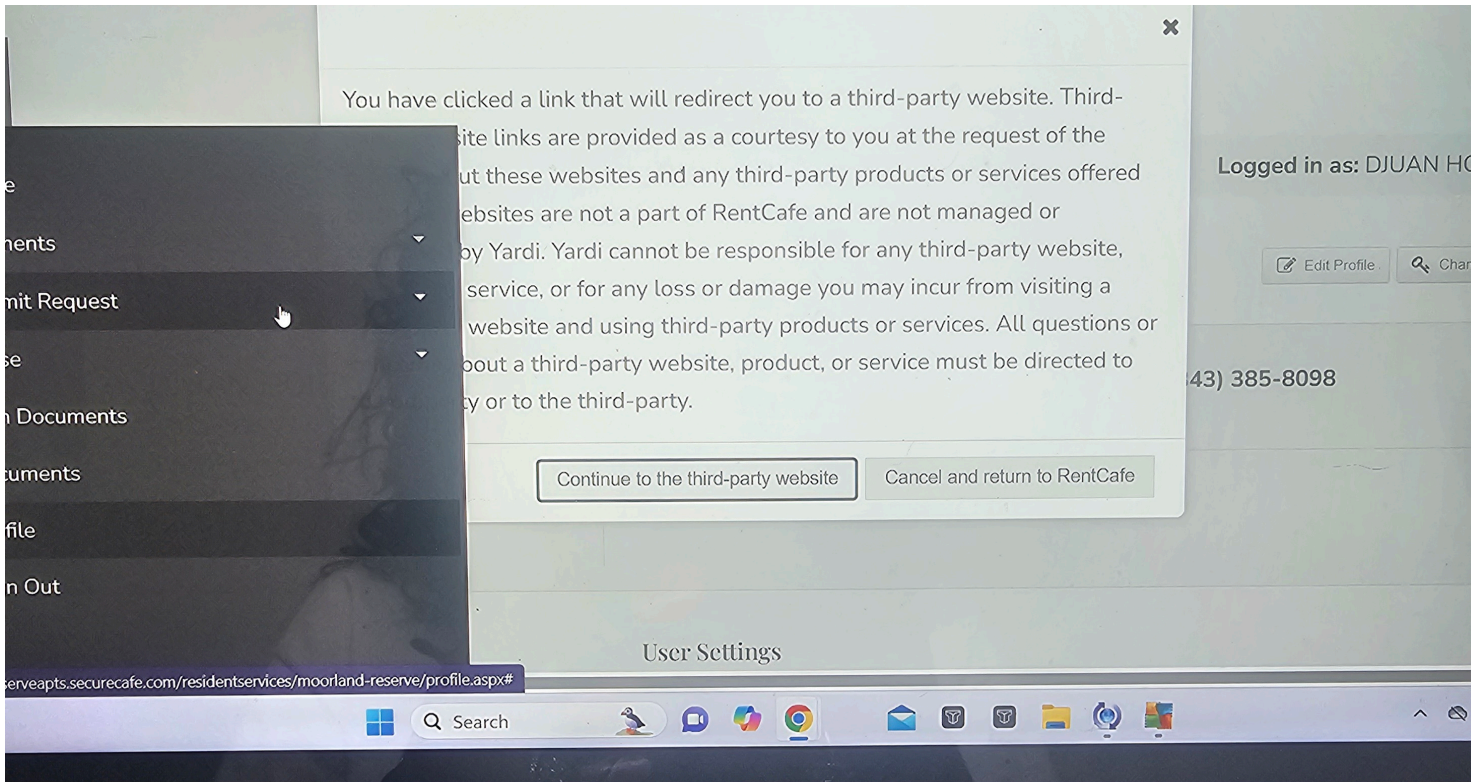 You have clicked a link that will redirect you to a third-party website. Third-
site links are provided as a courtesy to you at the request of the
ut these websites and any third-party products or services offered
ebsites are not a part of RentCafe and are not managed or
by Yardi. Yardi cannot be responsible for any third-party website,
service, or for any loss or damage you may incur from visiting a
website and using third-party products or services. All questions or
bout a third-party website, product, or service must be directed to
ty or to the third-party.
Continue to the third-party website
Cancel and return to RentCafe
e
nents
mit Request
se
n Documents
cuments
file
n Out
Logged in as: DJUAN HO
Edit Profile
Char
43) 385-8098
User Settings
serveapts.securecafe.com/residentservices/moorland-reserve/profile.aspx#
Search